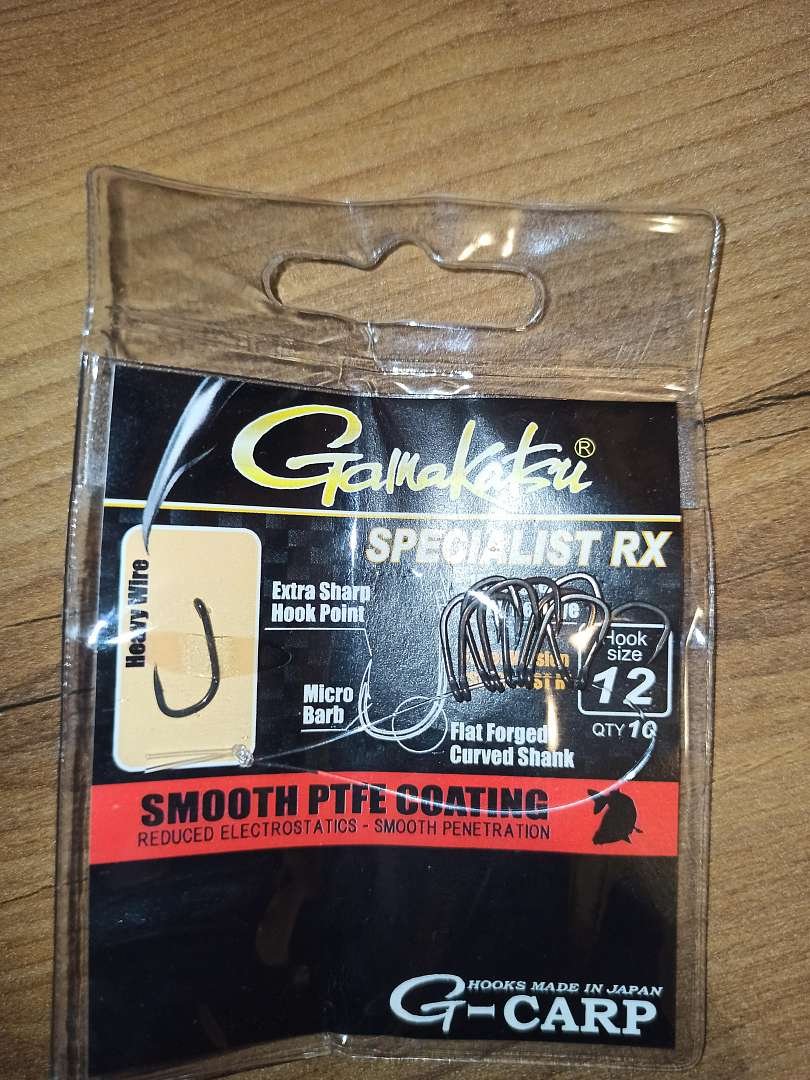 Gamakatsu®
SPECIALIST RX
Heavy Wire
Extra Sharp
Hook Point
Micro
Barb
Flat Forged
Curved Shank
Hook
size
12
QTY 10
SMOOTH PTFE COATING
REDUCED ELECTROSTATICS - SMOOTH PENETRATION
HOOKS MADE IN JAPAN
G-CARP